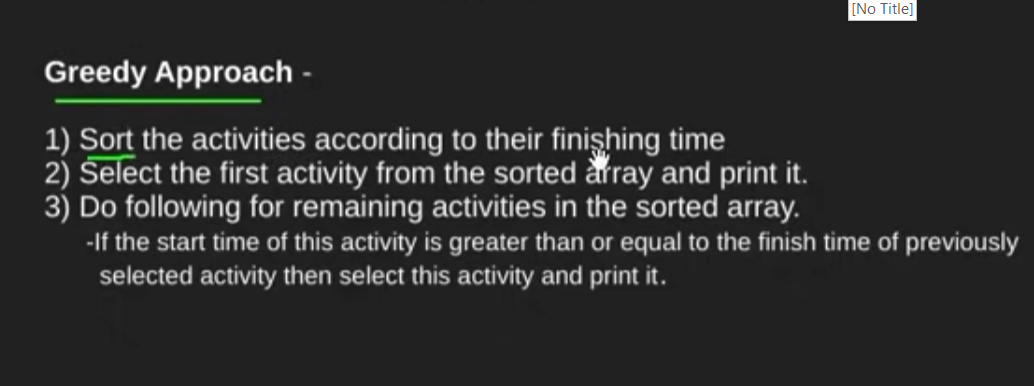 [No Title]
Greedy Approach -
1) Sort the activities according to their finishing time
2) Select the first activity from the sorted array and print it.
3) Do following for remaining activities in the sorted array.
-If the start time of this activity is greater than or equal to the finish time of previously
selected activity then select this activity and print it.